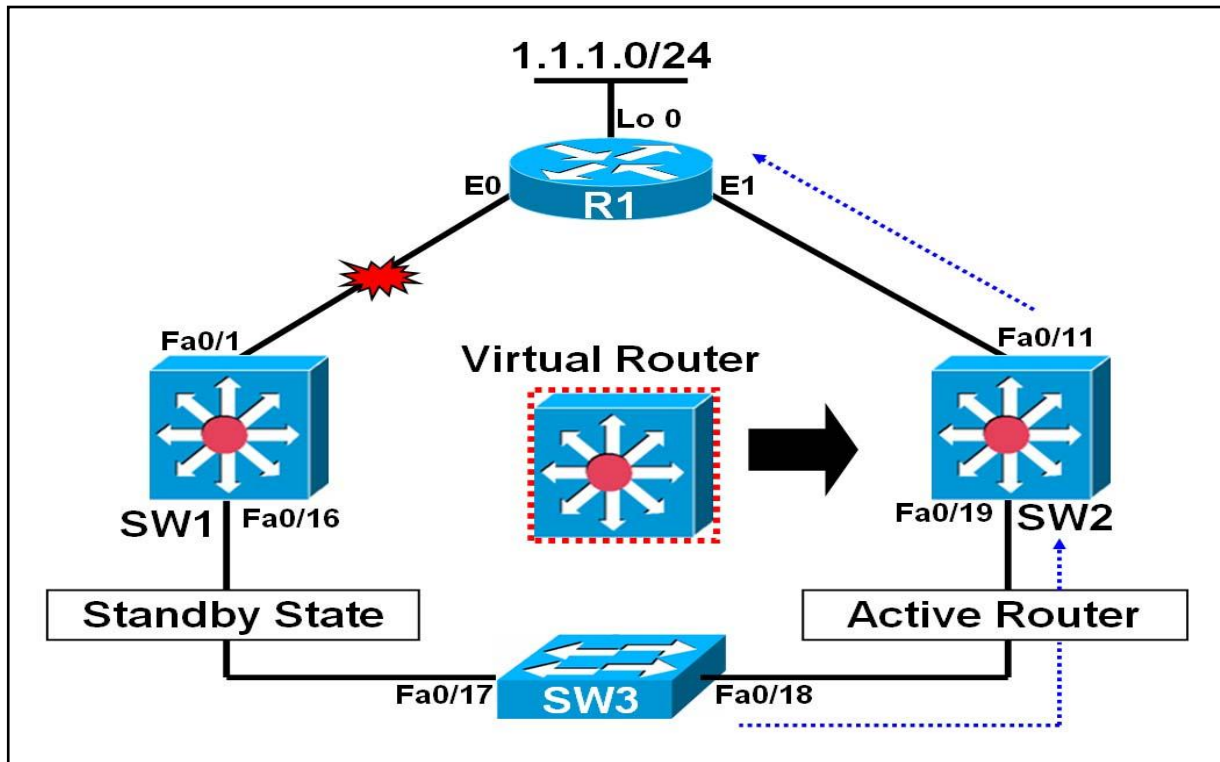 1.1.1.0/24
Lo 0
E0
E1
R1
Fa0/1
Fa0/11
Virtual Router
SW1
Fa0/16
Fa0/19
SW2
Standby State
Active Router
Fa0/17
SW3
Fa0/18